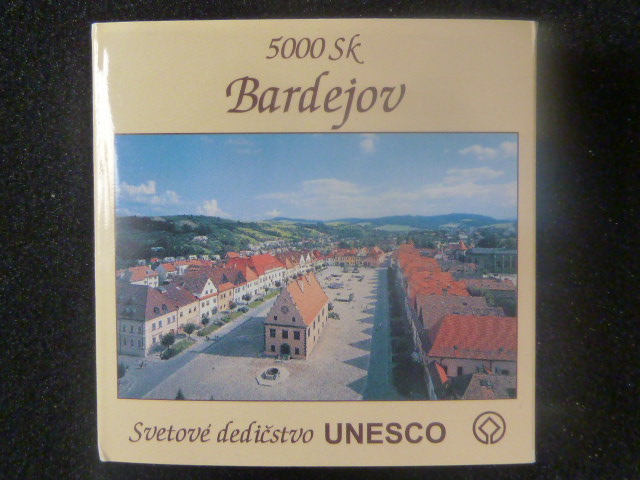 5000 Sk
Bardejov
Svetové dedičstvo UNESCO